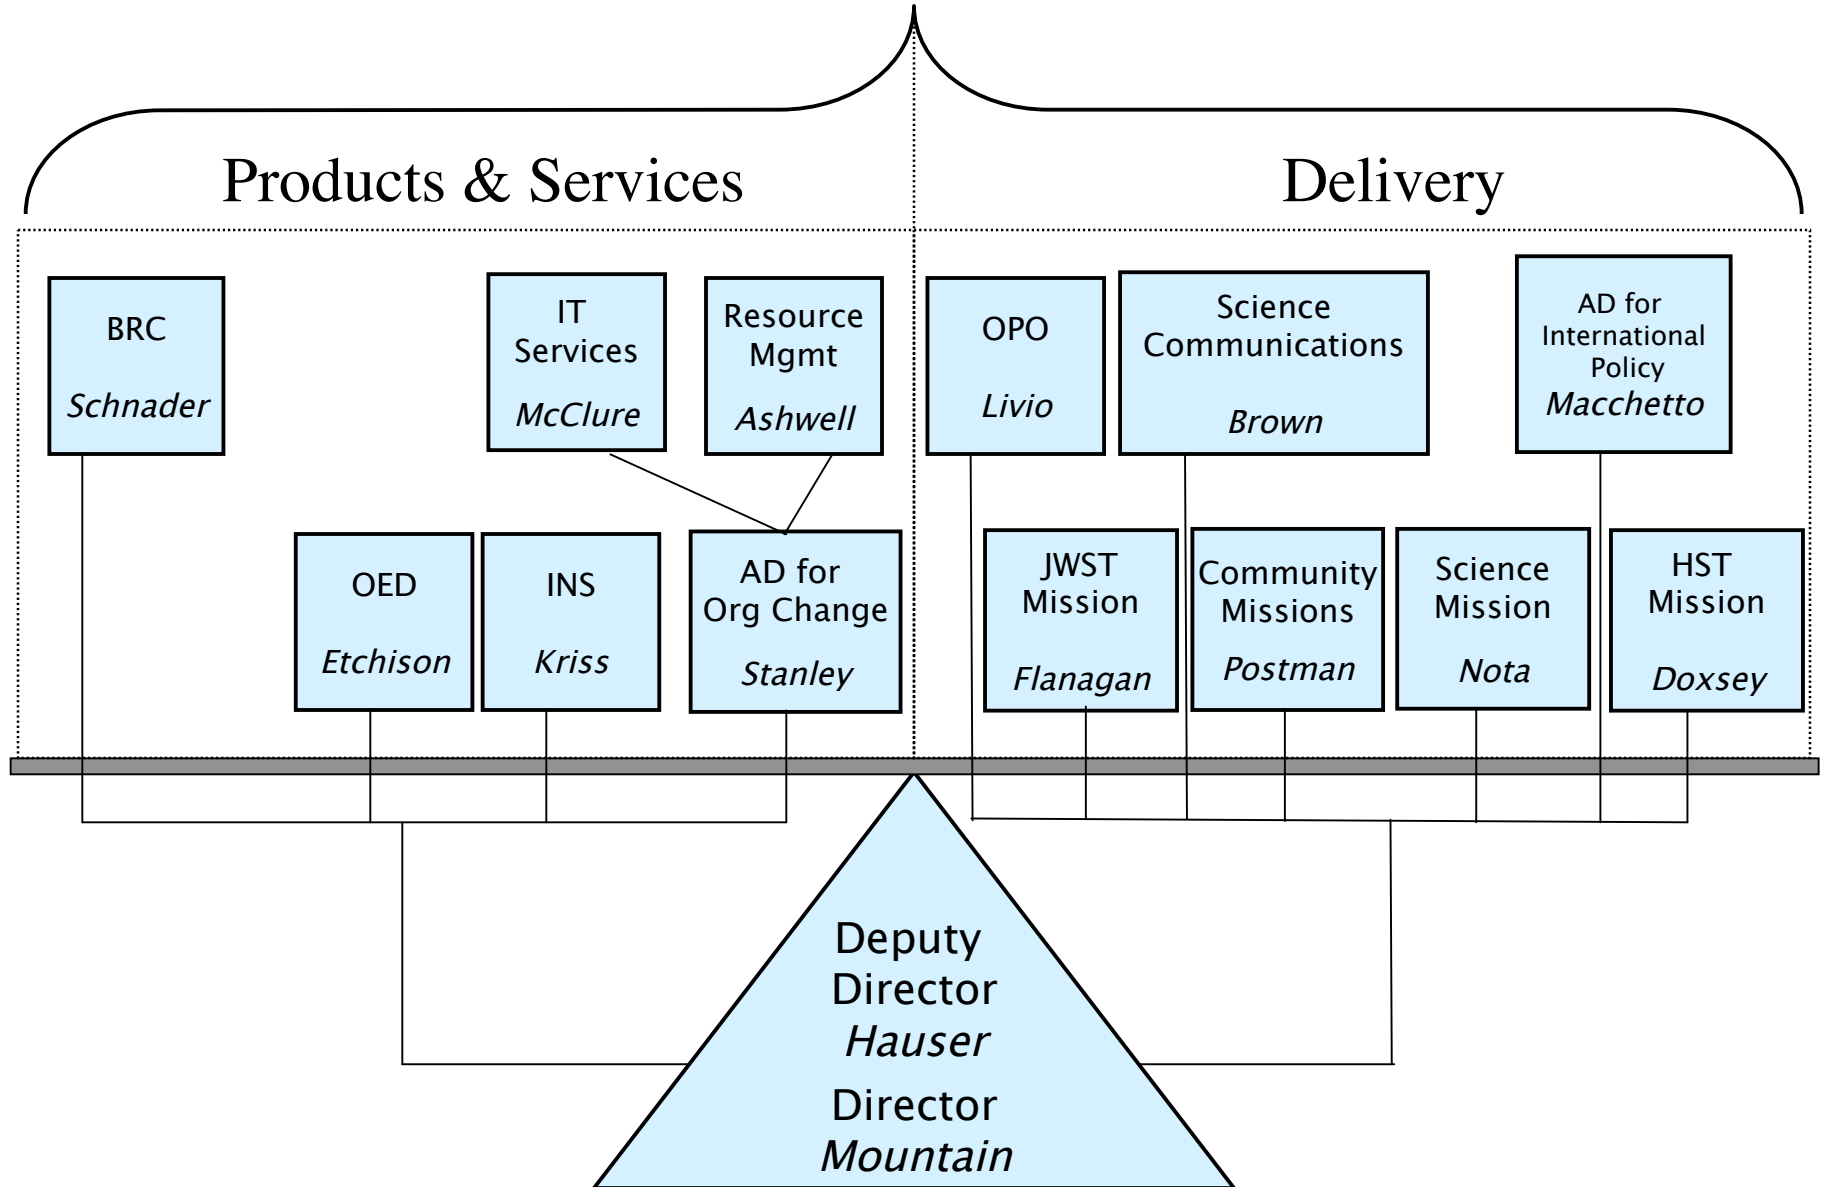 Products & Services
Delivery
BRC
Schnader
IT
Services
McClure
Resource
Mgmt
Ashwell
OPO
Livio
Science
Communications
Brown
AD for
International
Policy
Macchetto
OED
Etchison
INS
Kriss
AD for
Org Change
Stanley
JWST
Mission
Flanagan
Community
Missions
Postman
Science
Mission
Nota
HST
Mission
Doxsey
Deputy
Director
Hauser
Director
Mountain